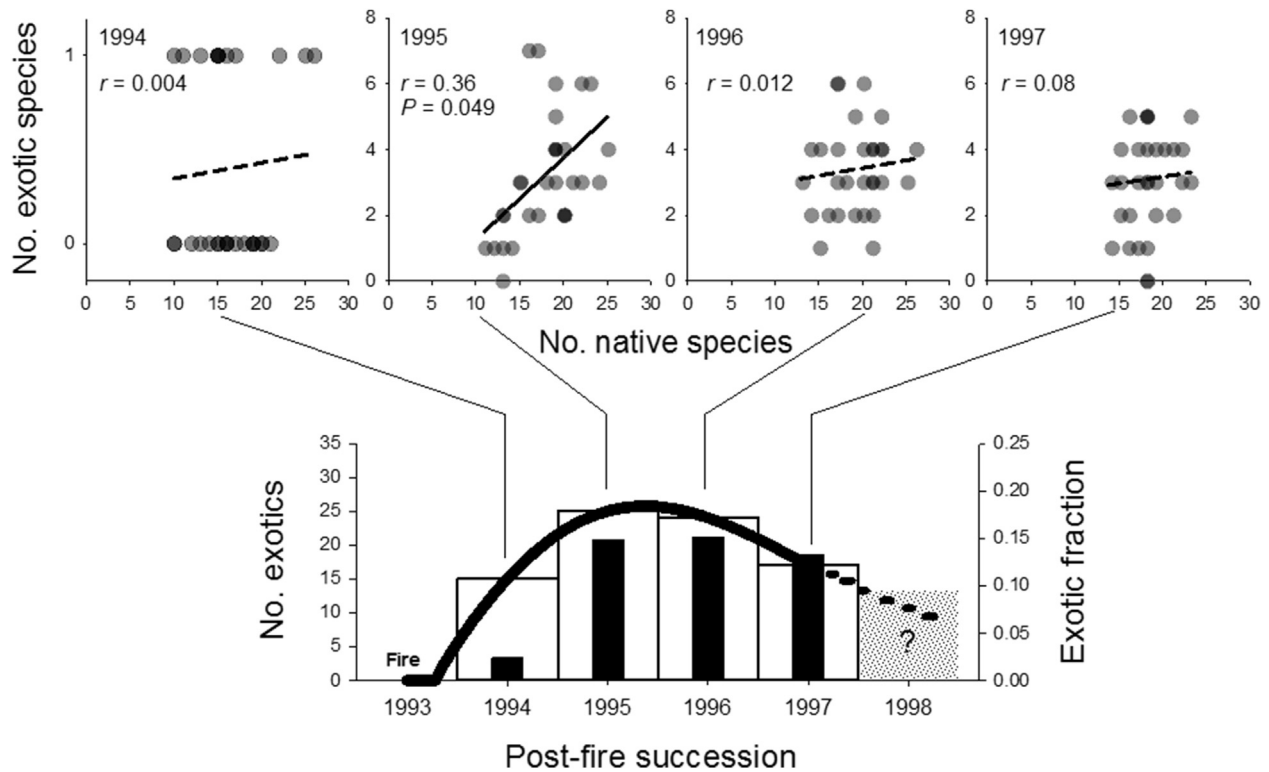 No. exotic species
1994
r = 0.004
1
0
0 5 10 15 20 25 30
1995
r = 0.36
P = 0.049
8
6
4
2
0
0 5 10 15 20 25 30
1996
r = 0.012
8
6
4
2
0
0 5 10 15 20 25 30
1997
r = 0.08
8
6
4
2
0
0 5 10 15 20 25 30
No. native species
No. exotics
35
30
25
20
15
10
5
0
Fire
?
Exotic fraction
0.25
0.20
0.15
0.10
0.05
0.00
1993 1994 1995 1996 1997 1998
Post-fire succession